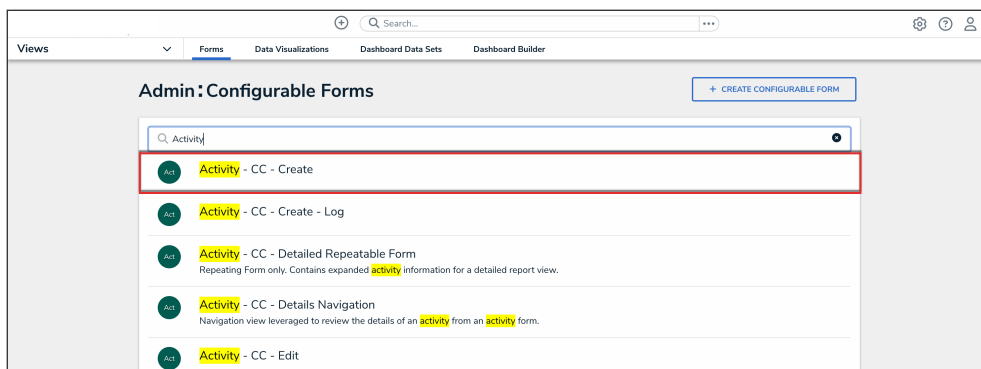 Search...
Views
Forms
Data Visualizations
Dashboard Data Sets
Dashboard Builder
Admin:Configurable Forms
+ CREATE CONFIGURABLE FORM
Activity
Act
Activity - CC - Create
Act
Activity - CC - Create - Log
Act
Activity - CC - Detailed Repeatable Form
Repeating Form only. Contains expanded activity information for a detailed report view.
Act
Activity - CC - Details Navigation
Navigation view leveraged to review the details of an activity from an activity form.
Act
Activity - CC - Edit